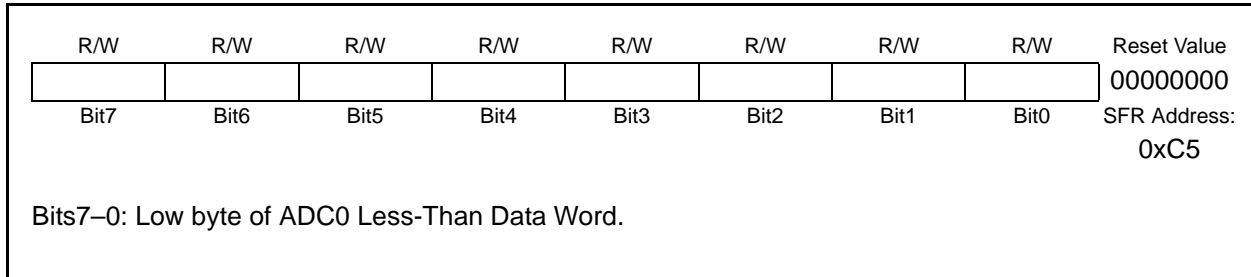 R/W R/W R/W R/W R/W R/W R/W R/W Reset Value
00000000
Bit7 Bit6 Bit5 Bit4 Bit3 Bit2 Bit1 Bit0 SFR Address:
0xC5
Bits7–0: Low byte of ADC0 Less-Than Data Word.